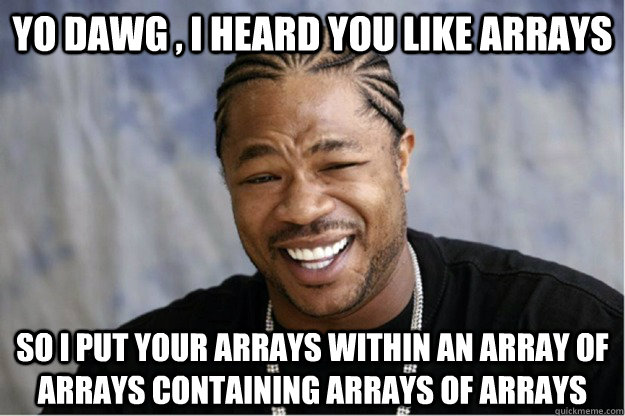 YO DAWG , I HEARD YOU LIKE ARRAYS
SO I PUT YOUR ARRAYS WITHIN AN ARRAY OF
ARRAYS CONTAINING ARRAYS OF ARRAYS
quickmeme.com